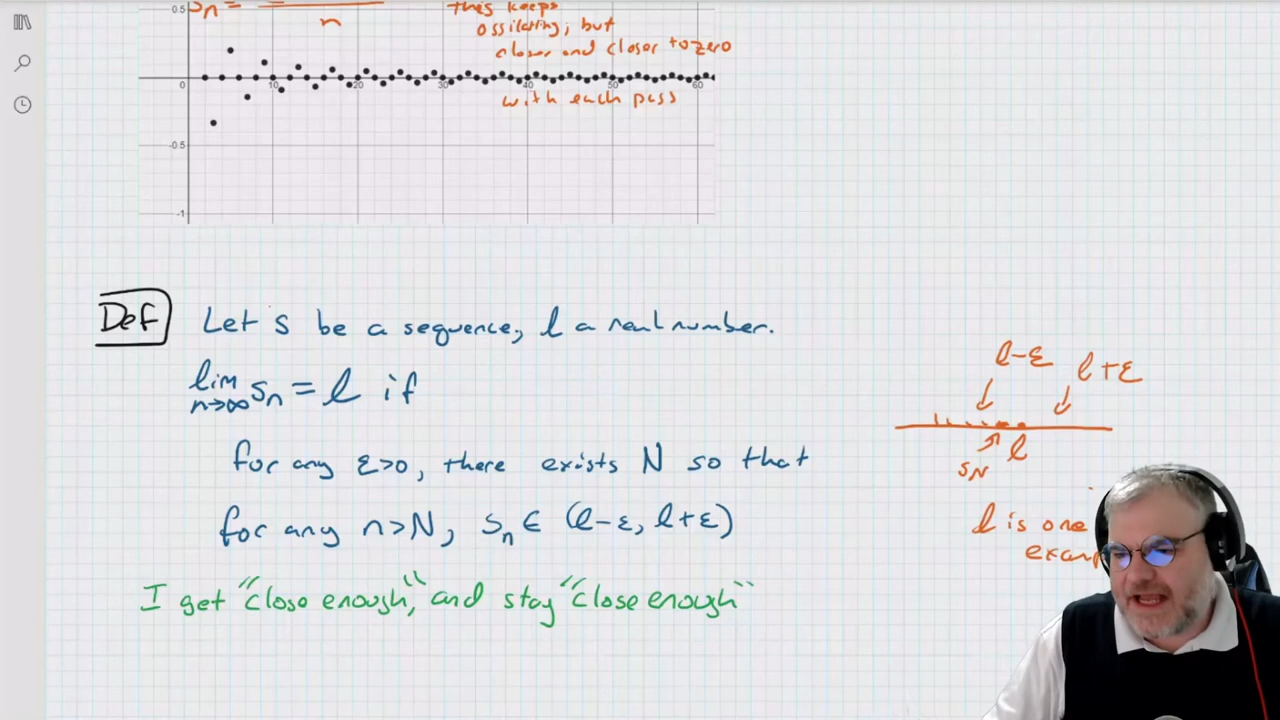 0.5
Sn =
n
this keeps
ossilating, but
closer and closer to zero
0 10 20 30 40 50 60
with each pass
-0.5
-1
Def Let s be a sequence, l a real number.
lim n→∞ sn = l if
for any ε>0, there exists N so that
for any n>N, sn ∈ (l-ε, l+ε)
I get "close enough", and stay "close enough"
l-ε l+ε
sN l
l is one